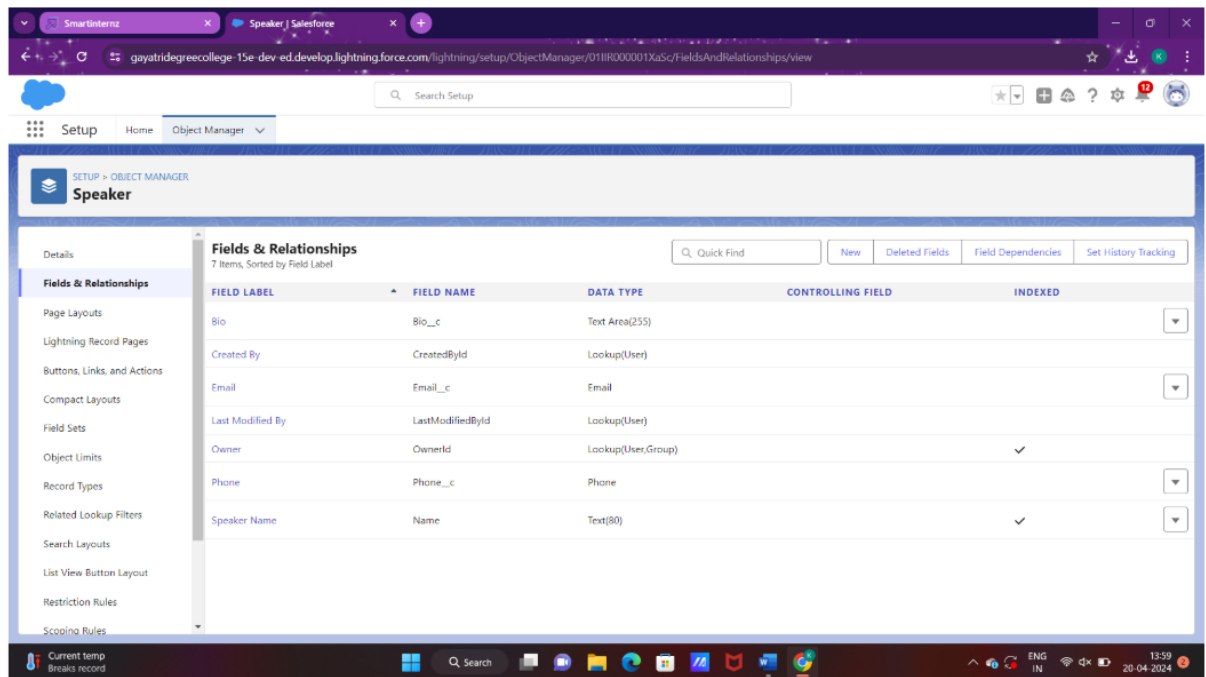 Smartinternz
Speaker | Salesforce
gayatridegreecollege-15e-dev-ed.develop.lightning.force.com/lightning/setup/ObjectManager/01IIR000001XaSc/FieldsAndRelationships/view
K
Search Setup
12
Setup Home Object Manager
SETUP > OBJECT MANAGER
Speaker
Details
Fields & Relationships
Page Layouts
Lightning Record Pages
Buttons, Links, and Actions
Compact Layouts
Field Sets
Object Limits
Record Types
Related Lookup Filters
Search Layouts
List View Button Layout
Restriction Rules
Scoping Rules
Fields & Relationships
7 Items, Sorted by Field Label
Quick Find New Deleted Fields Field Dependencies Set History Tracking
FIELD LABEL FIELD NAME DATA TYPE CONTROLLING FIELD INDEXED
Bio Bio__c Text Area(255)
Created By CreatedById Lookup(User)
Email Email__c Email
Last Modified By LastModifiedById Lookup(User)
Owner OwnerId Lookup(User,Group)
Phone Phone__c Phone
Speaker Name Name Text(80)
Current temp
Breaks record
Search
ENG
IN
13:59
20-04-2024
2